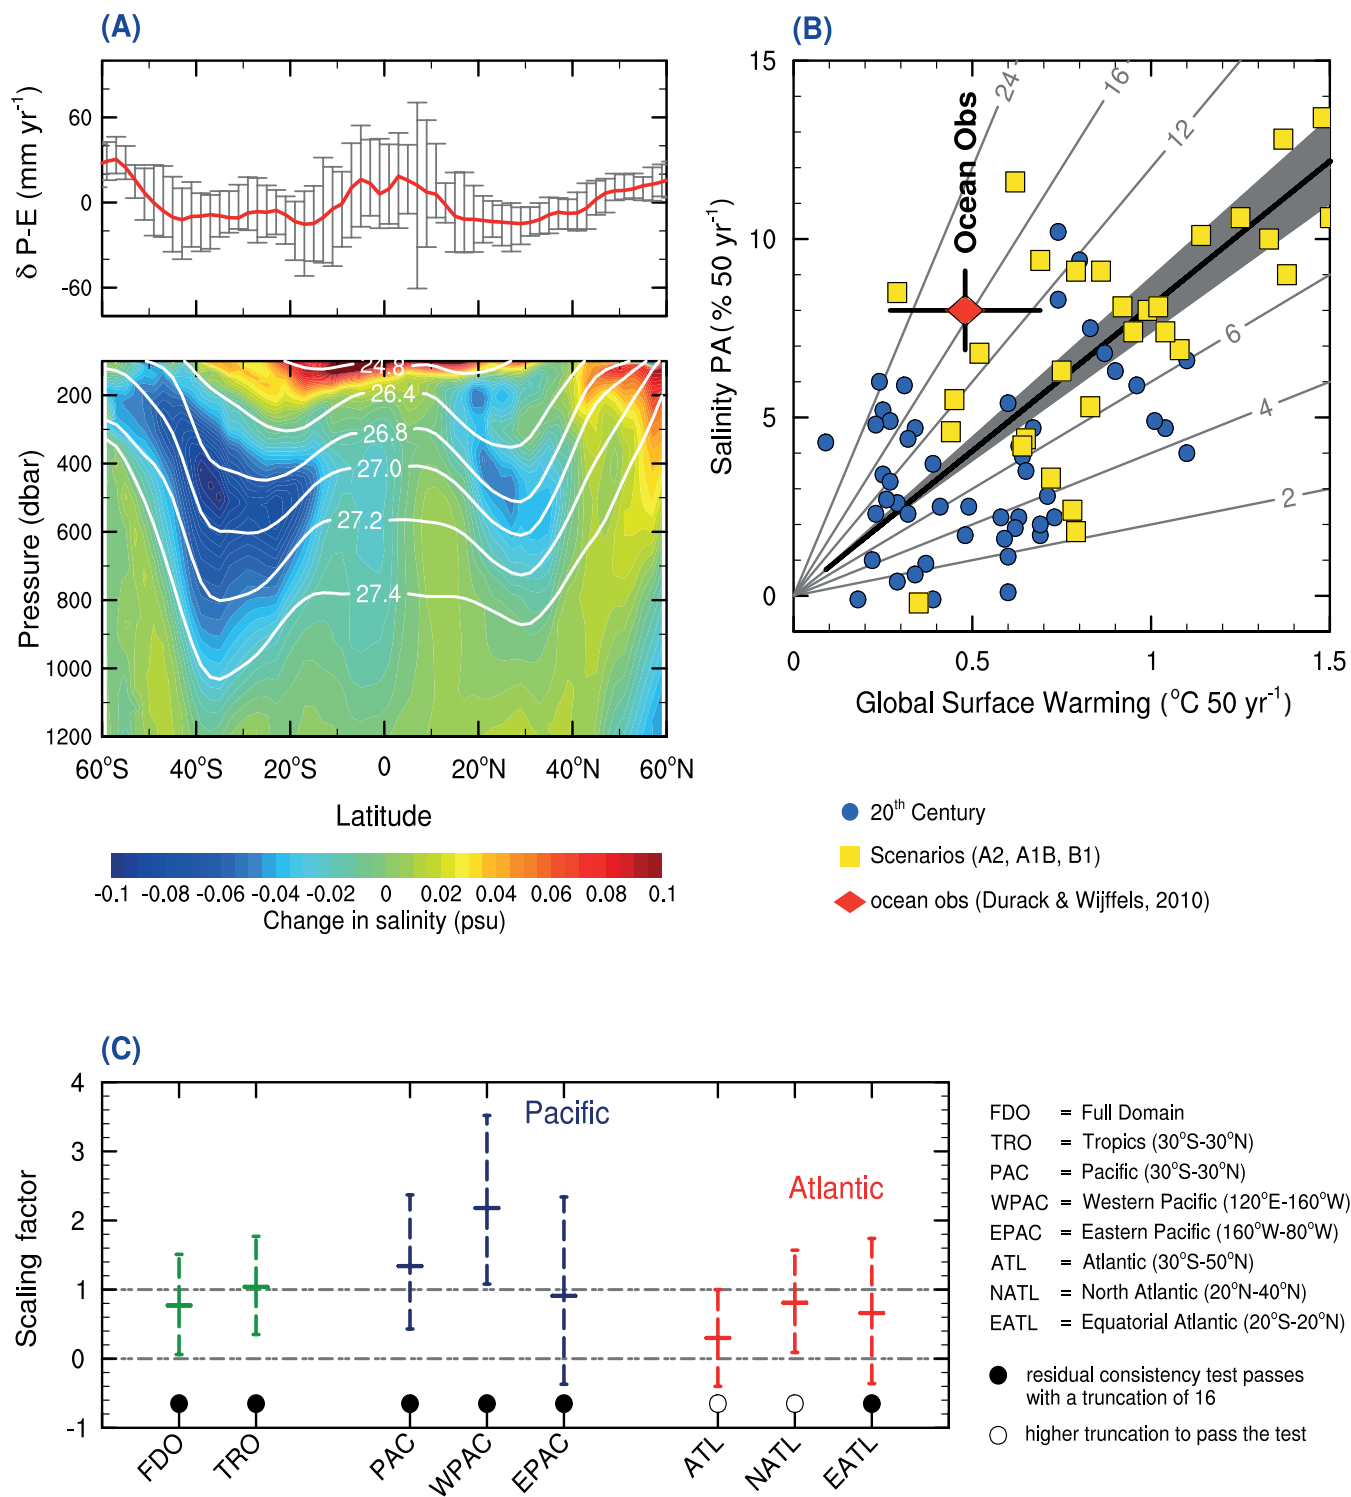 (A)
δ P-E (mm yr⁻¹)
60
0
-60
Pressure (dbar)
200
400
600
800
1000
1200
24.8
26.4
26.8
27.0
27.2
27.4
60°S 40°S 20°S 0 20°N 40°N 60°N
Latitude
-0.1 -0.08 -0.06 -0.04 -0.02 0 0.02 0.04 0.06 0.08 0.1
Change in salinity (psu)
(B)
Salinity PA (% 50 yr⁻¹)
15
10
5
0
24
16
12
6
4
2
Ocean Obs
0 0.5 1 1.5
Global Surface Warming (°C 50 yr⁻¹)
20th Century
Scenarios (A2, A1B, B1)
ocean obs (Durack & Wijffels, 2010)
(C)
Scaling factor
4
3
2
1
0
-1
Pacific
Atlantic
FDO TRO PAC WPAC EPAC ATL NATL EATL
FDO = Full Domain
TRO = Tropics (30°S-30°N)
PAC = Pacific (30°S-30°N)
WPAC = Western Pacific (120°E-160°W)
EPAC = Eastern Pacific (160°W-80°W)
ATL = Atlantic (30°S-50°N)
NATL = North Atlantic (20°N-40°N)
EATL = Equatorial Atlantic (20°S-20°N)
residual consistency test passes
with a truncation of 16
higher truncation to pass the test